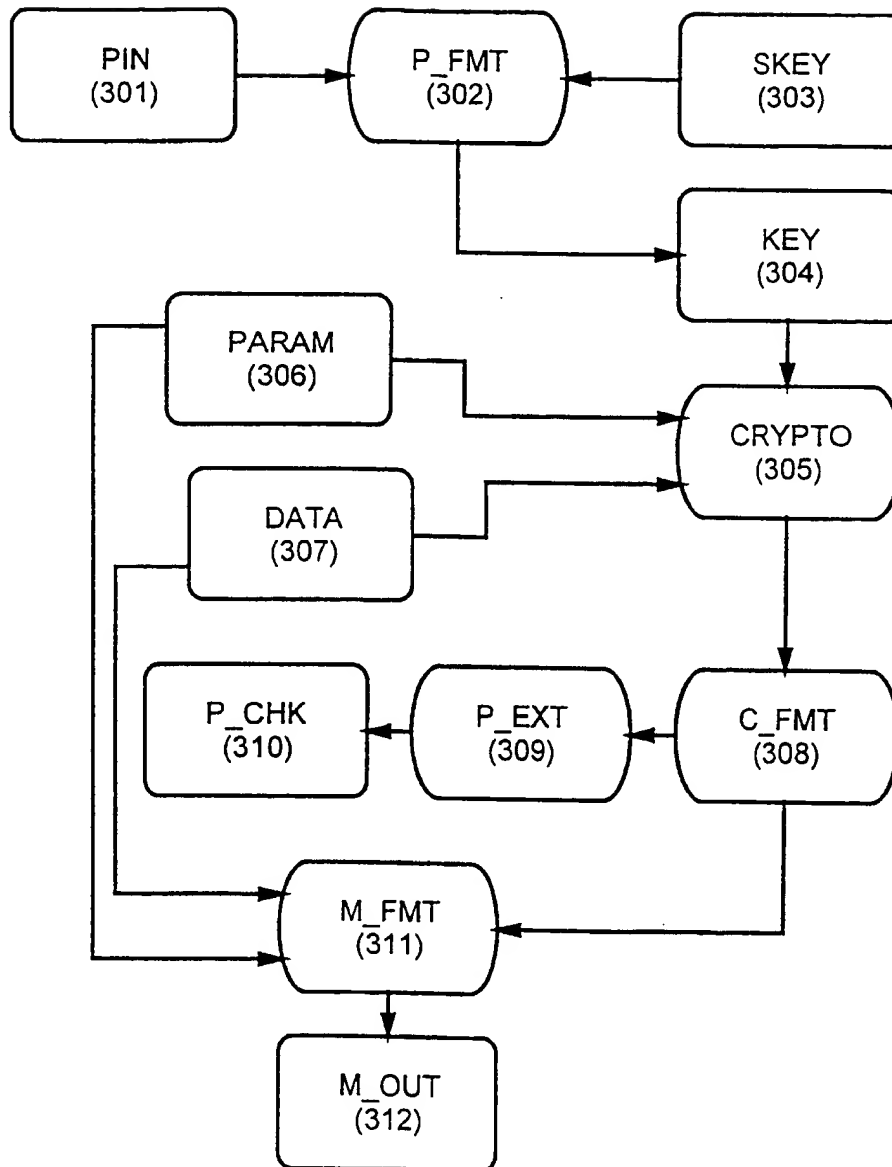 PIN
(301)
P_FMT
(302)
SKEY
(303)
KEY
(304)
PARAM
(306)
CRYPTO
(305)
DATA
(307)
P_CHK
(310)
P_EXT
(309)
C_FMT
(308)
M_FMT
(311)
M_OUT
(312)